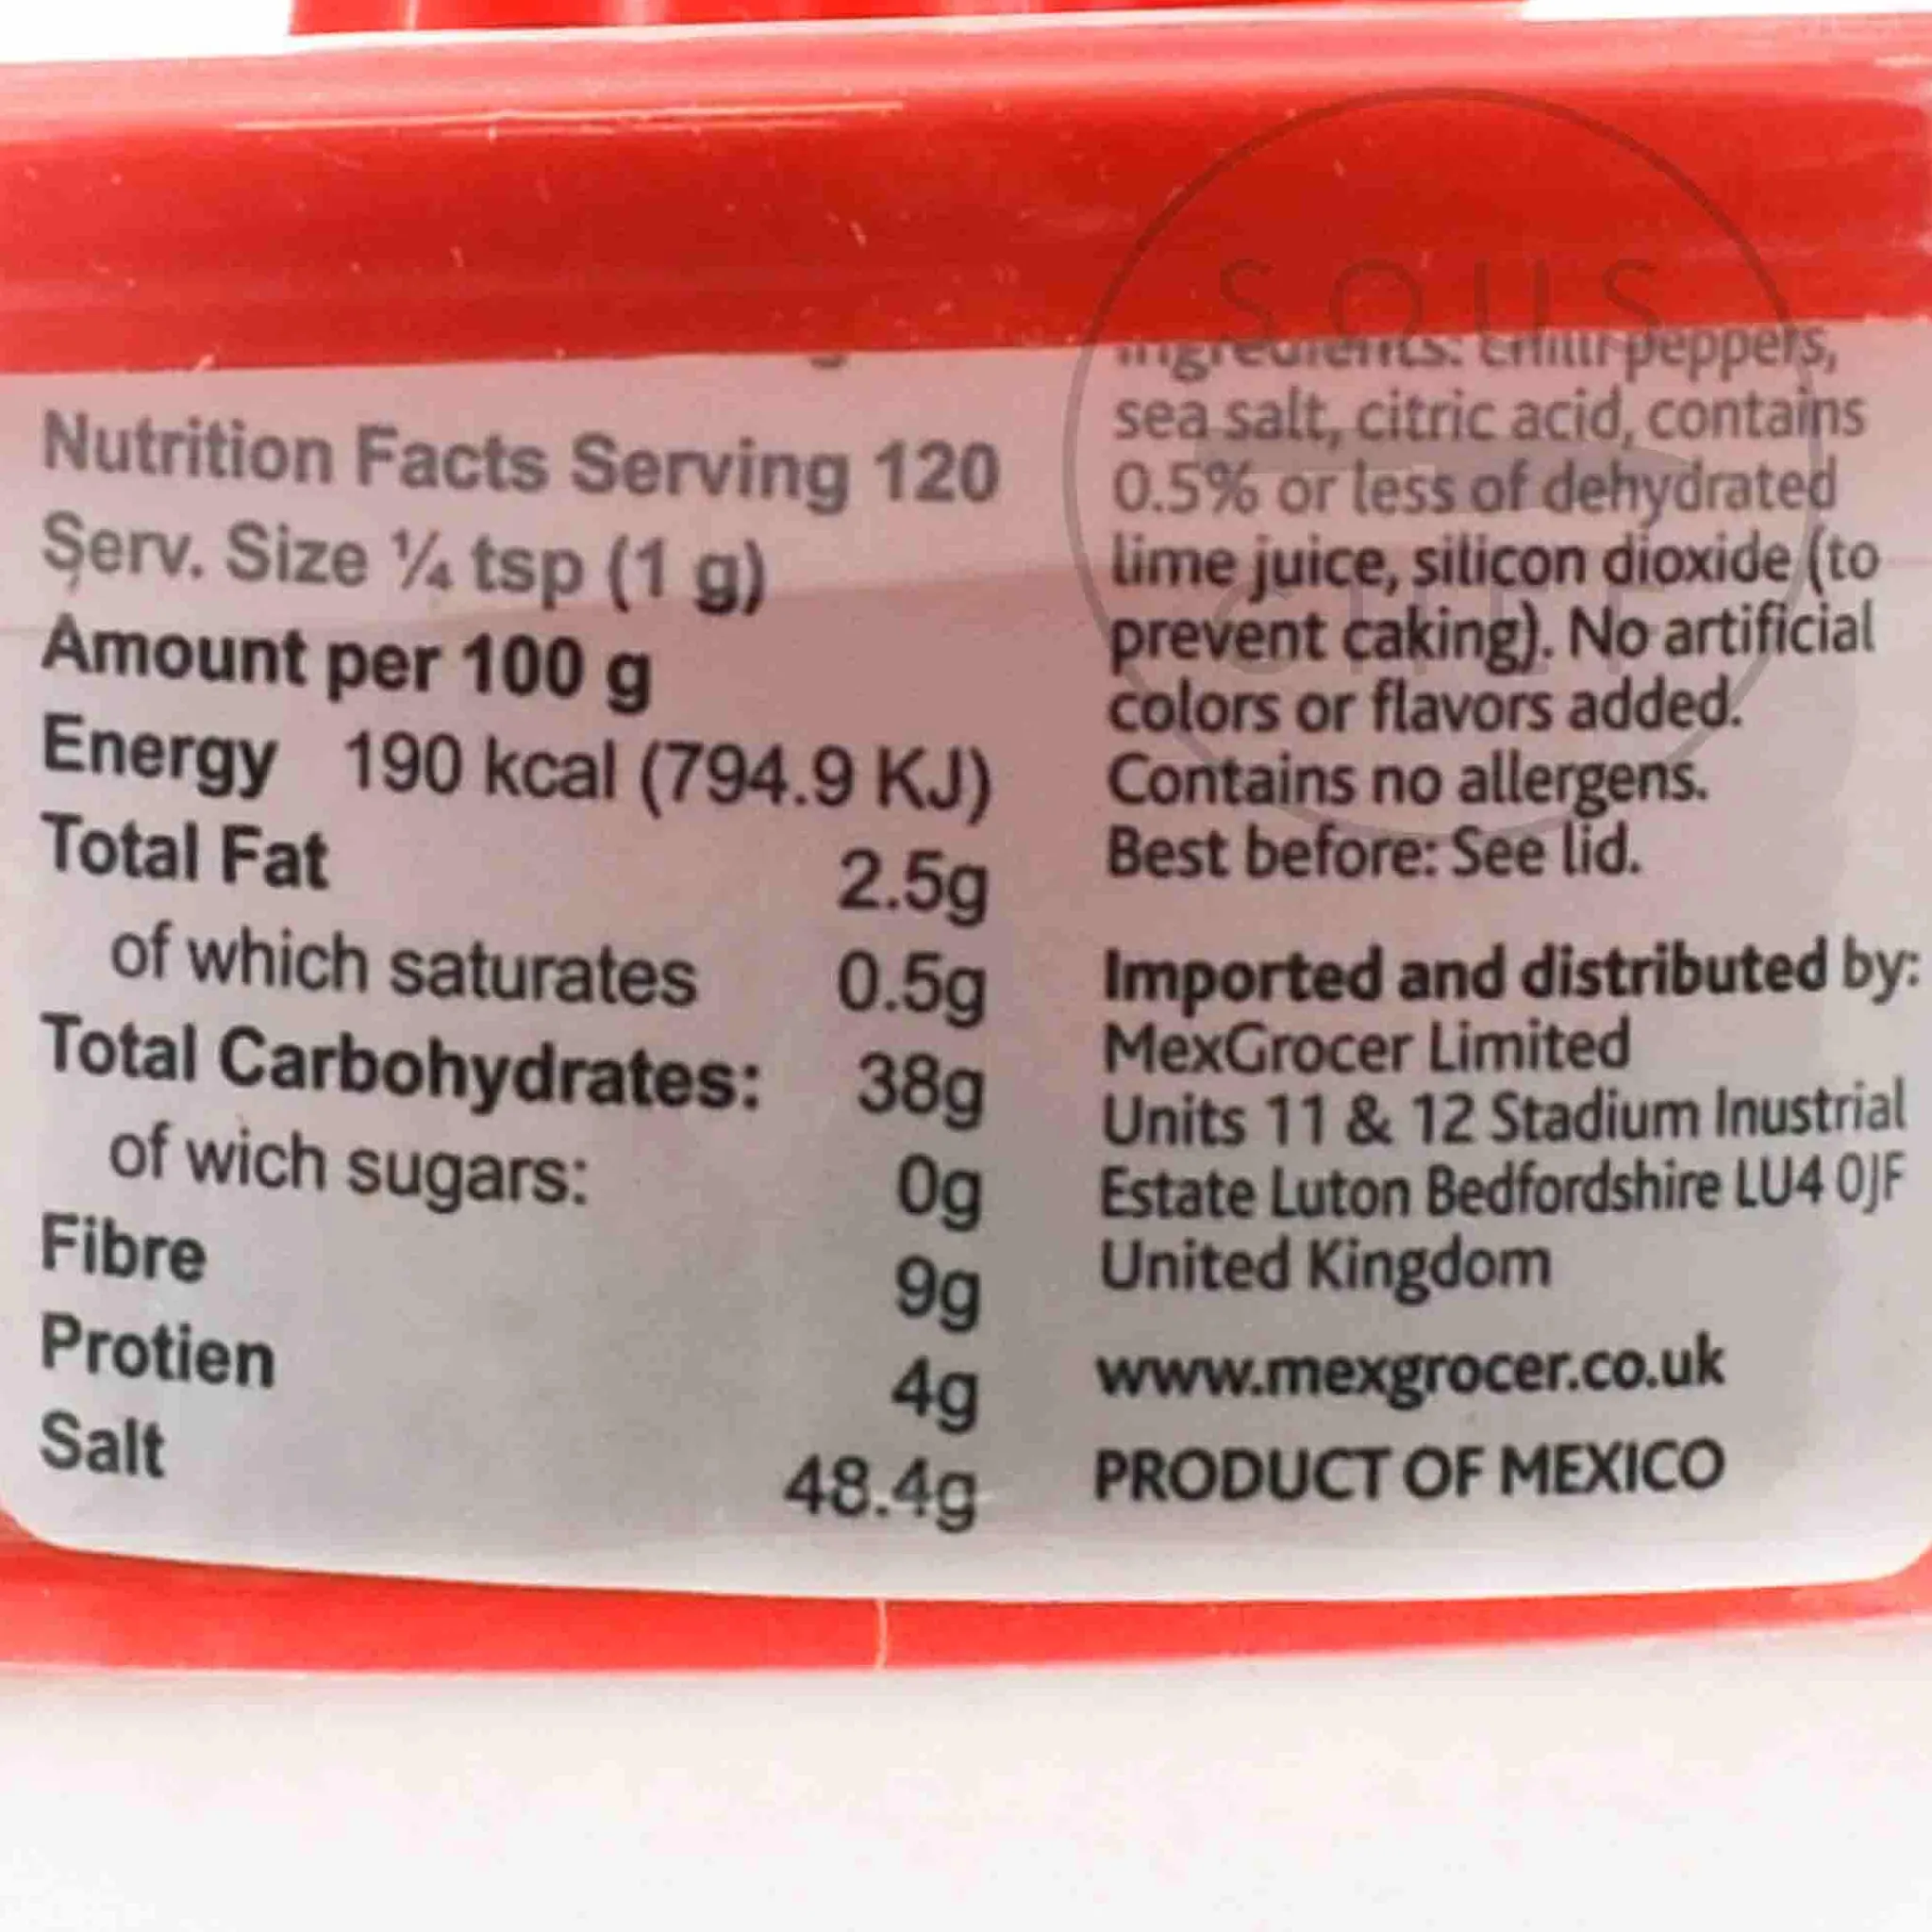 Nutrition Facts Serving 120
Serv. Size ¼ tsp (1 g)
Amount per 100 g
Energy 190 kcal (794.9 KJ)
Total Fat 2.5g
of which saturates 0.5g
Total Carbohydrates: 38g
of wich sugars: 0g
Fibre 9g
Protien 4g
Salt 48.4g
Ingredients: Chilli peppers,
sea salt, citric acid, contains
0.5% or less of dehydrated
lime juice, silicon dioxide (to
prevent caking). No artificial
colors or flavors added.
Contains no allergens.
Best before: See lid.
Imported and distributed by:
MexGrocer Limited
Units 11 & 12 Stadium Inustrial
Estate Luton Bedfordshire LU4 0JF
United Kingdom
www.mexgrocer.co.uk
PRODUCT OF MEXICO
SOUS
CHEF